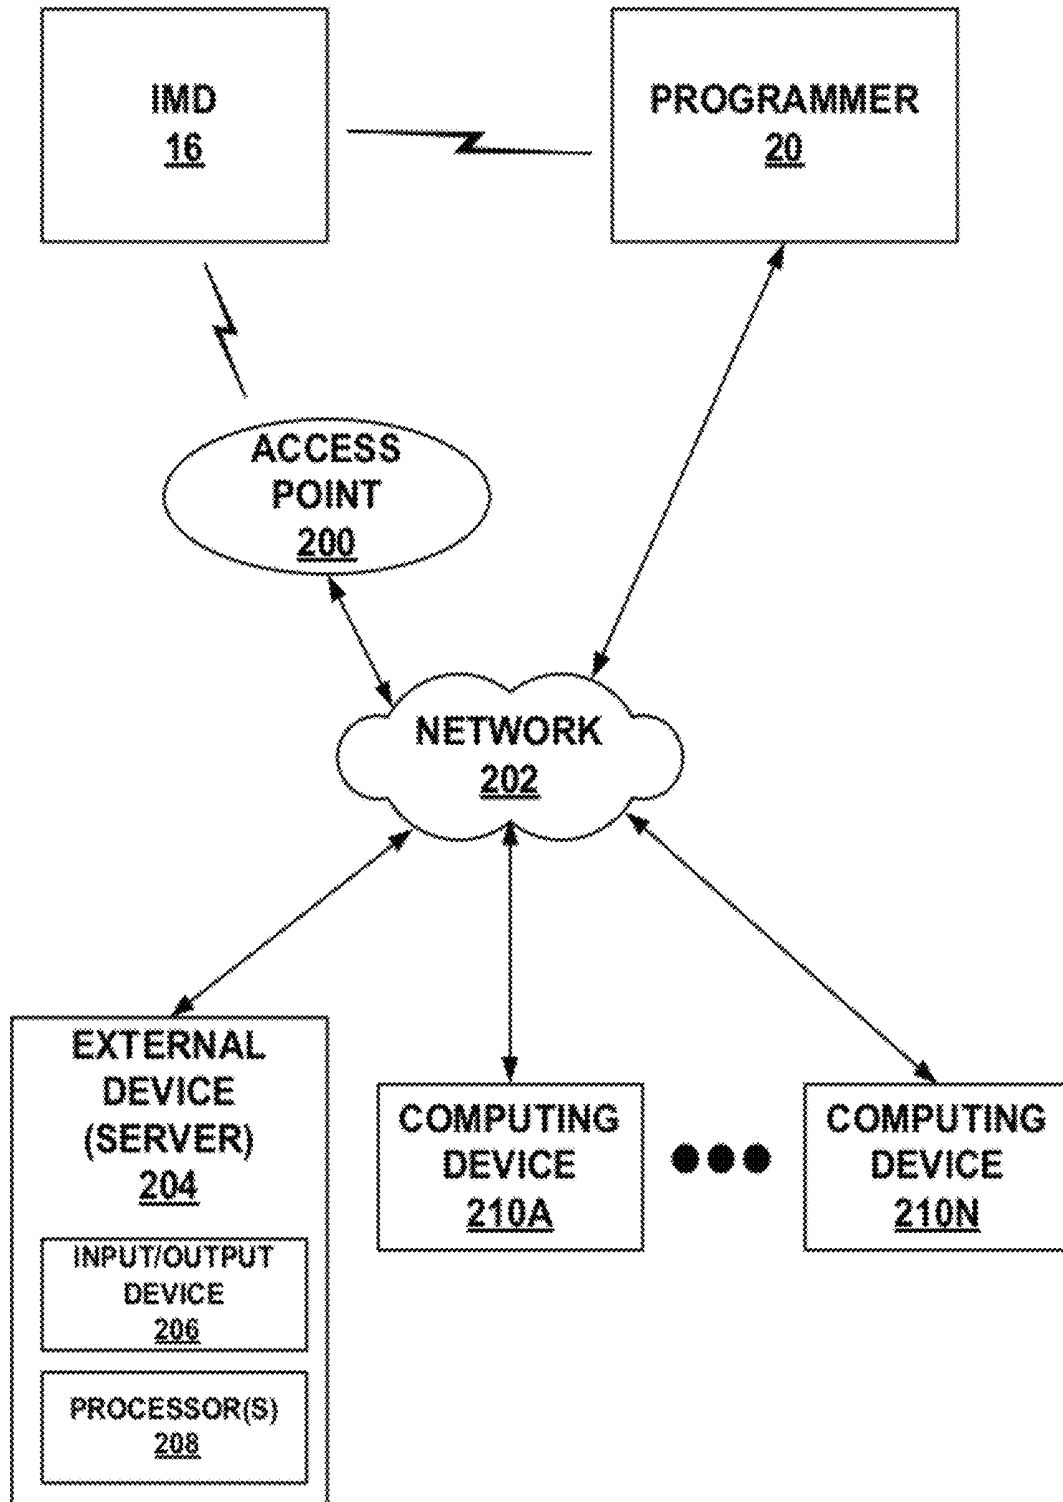 IMD
16
PROGRAMMER
20
ACCESS
POINT
200
NETWORK
202
EXTERNAL
DEVICE
(SERVER)
204
INPUT/OUTPUT
DEVICE
206
PROCESSOR(S)
208
COMPUTING
DEVICE
210A
COMPUTING
DEVICE
210N